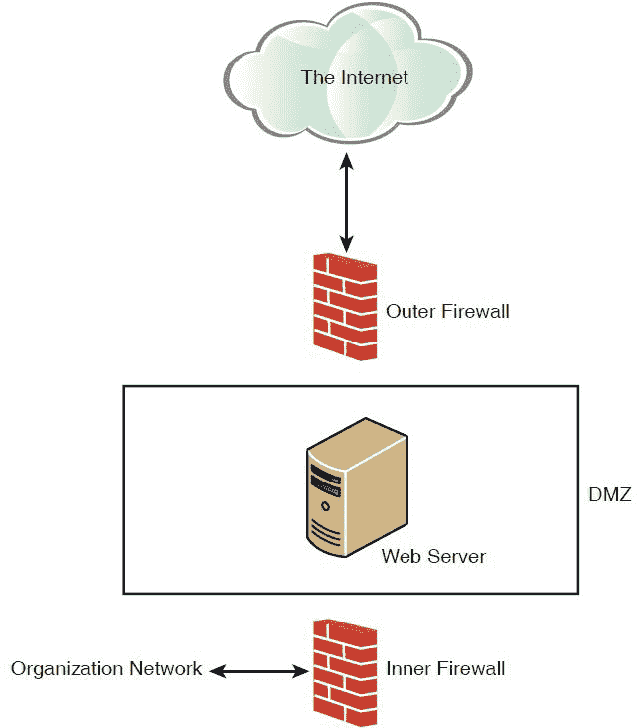 The Internet
Outer Firewall
DMZ
Web Server
Organization Network
Inner Firewall